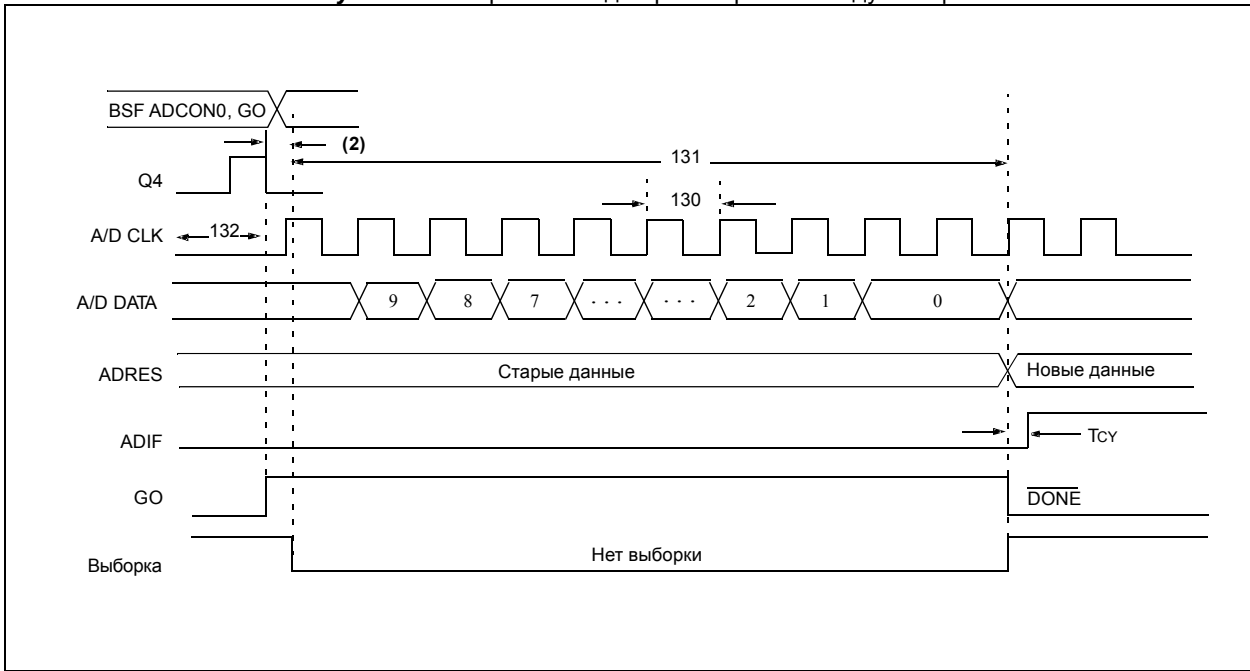 BSF ADCON0, GO
(2)
131
Q4
130
A/D CLK
132
A/D DATA
9 8 7 . . . . . . 2 1 0
ADRES
Старые данные
Новые данные
ADIF
TCY
GO
DONE
Выборка
Нет выборки